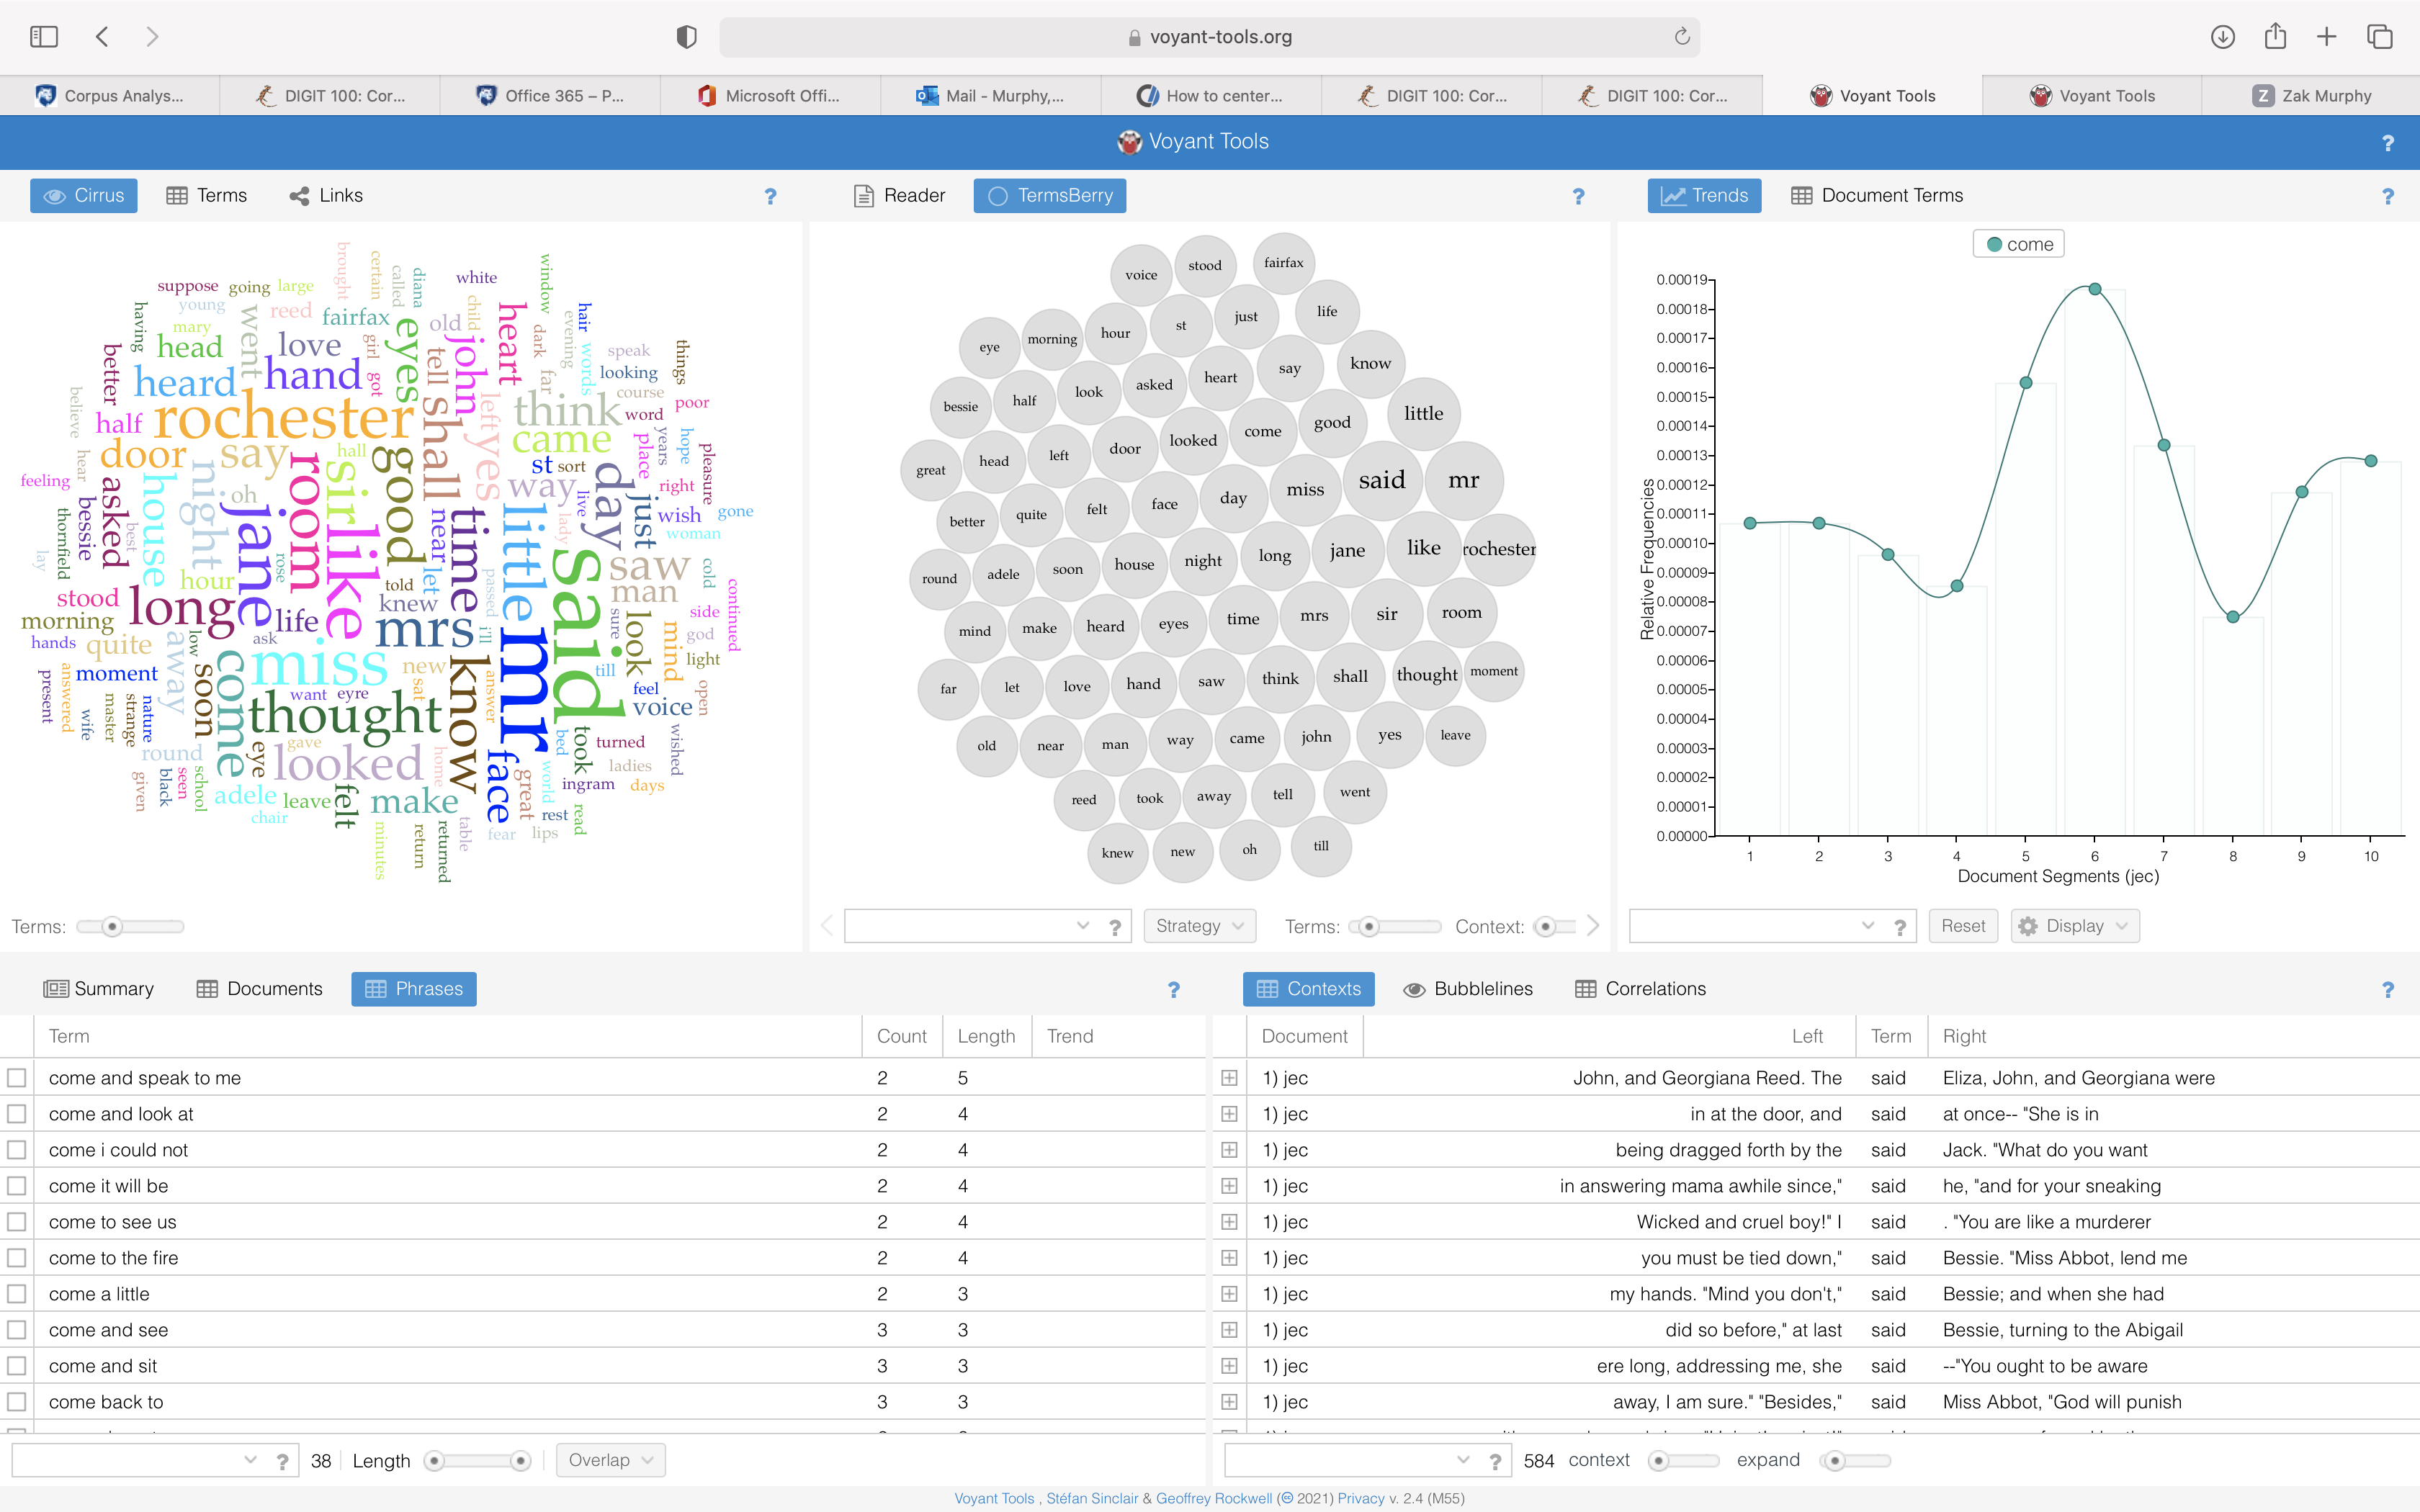 voyant-tools.org
Corpus Analys... DIGIT 100: Cor... Office 365 – P... Microsoft Offi... Mail - Murphy,... How to center... DIGIT 100: Cor... DIGIT 100: Cor... Voyant Tools Voyant Tools Z Zak Murphy
Voyant Tools ?
Cirrus Terms Links ?
brought certain called diana white window
suppose going large
young reed child hair
having mary went fairfax old heart dark evening
head love girl eyes john tell words speak things
better heard hand got far looking
believe rochester shall left think course poor
half yes came word
door say hall good place years hope pleasure
hear room sir st sort
feeling asked house night oh like way live day right
bessie jane time just wish gone
thornfield best near little lady woman
lay rose let said saw cold continued
hour told passed man
stood long life knew sure look side
morning ask mrs i'll mind god
hands quite away low miss new light
moment soon come know mr till
present answered want eyre sat answer feel open
wife master strange nature thought voice
round eye gave home bed took turned wished
given black seen school looked face world ladies
adele leave felt make great ingram days
chair rest read
minutes return returned table fear lips
Terms:
Reader TermsBerry ?
voice stood fairfax
eye morning hour st just life
bessie half look asked heart say know
great head left door looked come good little
better quite felt face day miss said mr
round adele soon house night long jane like rochester
mind make heard eyes time mrs sir room
far let love hand saw think shall thought moment
old near man way came john yes leave
reed took away tell went
knew new oh till
? Strategy Terms: Context:
Trends Document Terms ?
come
0.00019
0.00018
0.00017
0.00016
0.00015
0.00014
0.00013
0.00012
0.00011
0.00010
0.00009
0.00008
0.00007
0.00006
0.00005
0.00004
0.00003
0.00002
0.00001
0.00000
Relative Frequencies
1 2 3 4 5 6 7 8 9 10
Document Segments (jec)
? Reset Display
Summary Documents Phrases ?
Term Count Length Trend
come and speak to me 2 5
come and look at 2 4
come i could not 2 4
come it will be 2 4
come to see us 2 4
come to the fire 2 4
come a little 2 3
come and see 3 3
come and sit 3 3
come back to 3 3
? 38 Length Overlap
Contexts Bubblelines Correlations ?
Document Left Term Right
1) jec John, and Georgiana Reed. The said Eliza, John, and Georgiana were
1) jec in at the door, and said at once-- "She is in
1) jec being dragged forth by the said Jack. "What do you want
1) jec in answering mama awhile since," said he, "and for your sneaking
1) jec Wicked and cruel boy!" I said . "You are like a murderer
1) jec you must be tied down," said Bessie. "Miss Abbot, lend me
1) jec my hands. "Mind you don't," said Bessie; and when she had
1) jec did so before," at last said Bessie, turning to the Abigail
1) jec ere long, addressing me, she said --"You ought to be aware
1) jec away, I am sure." "Besides," said Miss Abbot, "God will punish
? 584 context expand
Voyant Tools , Stéfan Sinclair & Geoffrey Rockwell (cc 2021) Privacy v. 2.4 (M55)